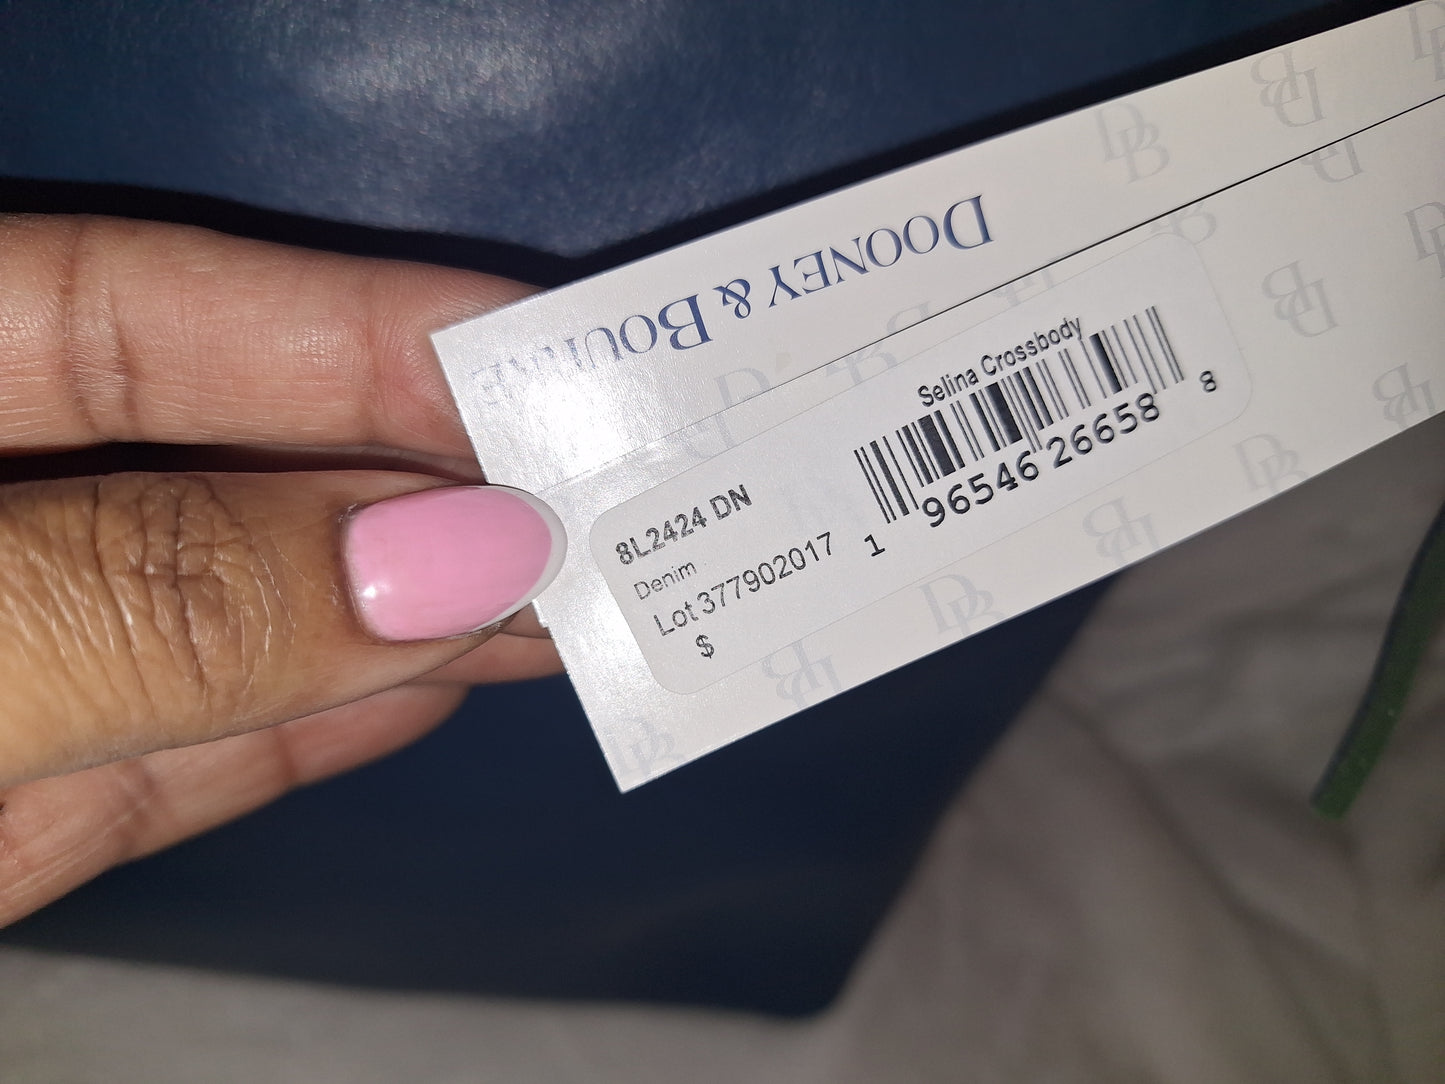 DOONEY & BOURKE
Selina Crossbody
1 96546 26658 8
8L2424 DN
Denim
Lot 377902017
$